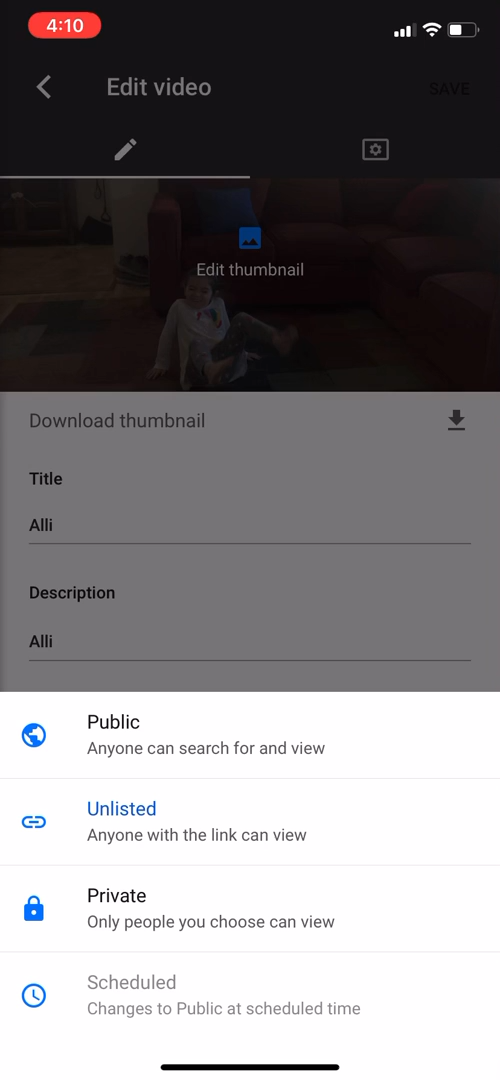 4:10
Edit video
SAVE
Edit thumbnail
Download thumbnail
Title
Alli
Description
Alli
Public
Anyone can search for and view
Unlisted
Anyone with the link can view
Private
Only people you choose can view
Scheduled
Changes to Public at scheduled time